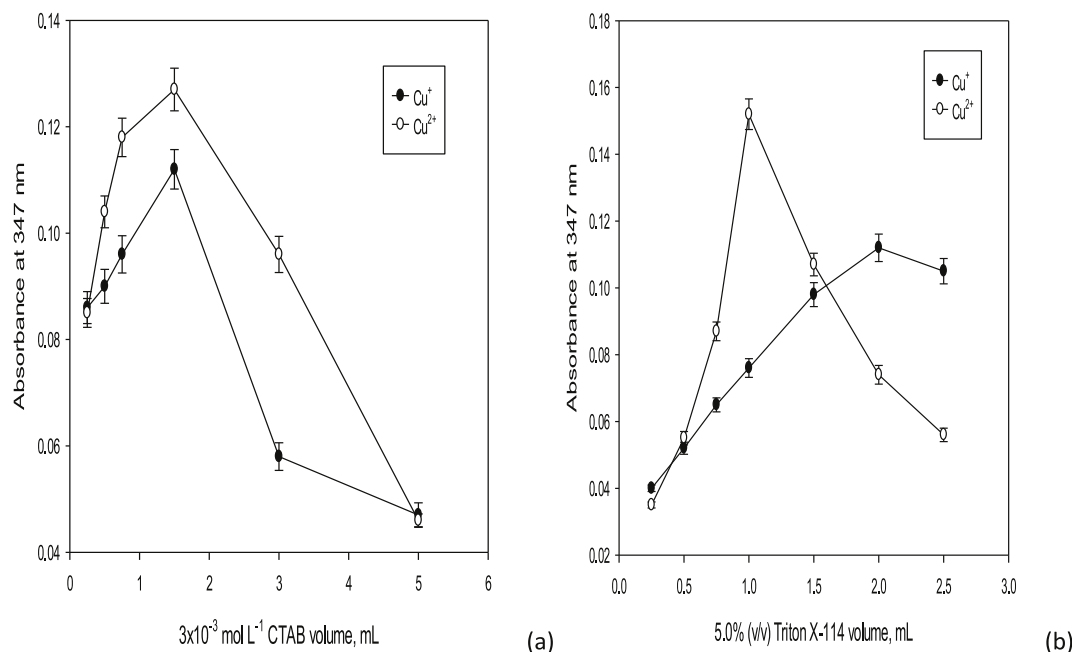 0.14
0.12
0.10
0.08
0.06
0.04
Absorbance at 347 nm
Cu⁺
Cu²⁺
0 1 2 3 4 5 6
3x10⁻³ mol L⁻¹ CTAB volume, mL
(a)
0.18
0.16
0.14
0.12
0.10
0.08
0.06
0.04
0.02
Absorbance at 347 nm
Cu⁺
Cu²⁺
0.0 0.5 1.0 1.5 2.0 2.5 3.0
5.0% (v/v) Triton X-114 volume, mL
(b)